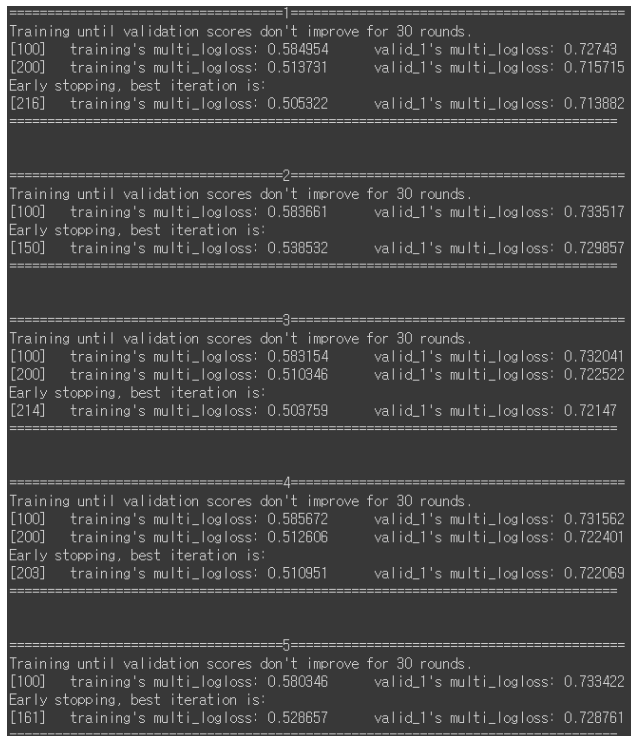 ====================================1============================================
Training until validation scores don't improve for 30 rounds.
[100]	training's multi_logloss: 0.584954	valid_1's multi_logloss: 0.72743
[200]	training's multi_logloss: 0.513731	valid_1's multi_logloss: 0.715715
Early stopping, best iteration is:
[216]	training's multi_logloss: 0.505322	valid_1's multi_logloss: 0.713882
================================================================================
====================================2============================================
Training until validation scores don't improve for 30 rounds.
[100]	training's multi_logloss: 0.583661	valid_1's multi_logloss: 0.733517
Early stopping, best iteration is:
[150]	training's multi_logloss: 0.538532	valid_1's multi_logloss: 0.729857
================================================================================
====================================3============================================
Training until validation scores don't improve for 30 rounds.
[100]	training's multi_logloss: 0.583154	valid_1's multi_logloss: 0.732041
[200]	training's multi_logloss: 0.510346	valid_1's multi_logloss: 0.722522
Early stopping, best iteration is:
[214]	training's multi_logloss: 0.503759	valid_1's multi_logloss: 0.72147
================================================================================
====================================4============================================
Training until validation scores don't improve for 30 rounds.
[100]	training's multi_logloss: 0.585672	valid_1's multi_logloss: 0.731562
[200]	training's multi_logloss: 0.512606	valid_1's multi_logloss: 0.722401
Early stopping, best iteration is:
[203]	training's multi_logloss: 0.510951	valid_1's multi_logloss: 0.722069
================================================================================
====================================5============================================
Training until validation scores don't improve for 30 rounds.
[100]	training's multi_logloss: 0.580346	valid_1's multi_logloss: 0.733422
Early stopping, best iteration is:
[161]	training's multi_logloss: 0.528657	valid_1's multi_logloss: 0.728761
================================================================================